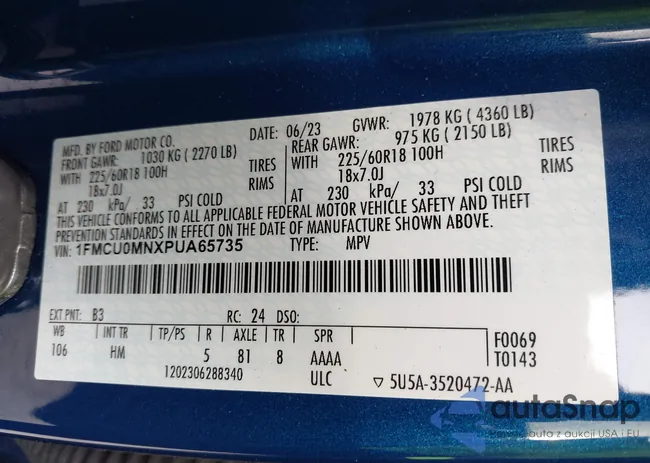 MFD. BY FORD MOTOR CO. DATE: 06/23 GVWR: 1978 KG ( 4360 LB)
FRONT GAWR: 1030 KG ( 2270 LB) REAR GAWR: 975 KG ( 2150 LB)
WITH 225/60R18 100H TIRES WITH 225/60R18 100H TIRES
18x7.0J RIMS 18x7.0J RIMS
AT 230 kPa/ 33 PSI COLD AT 230 kPa/ 33 PSI COLD
THIS VEHICLE CONFORMS TO ALL APPLICABLE FEDERAL MOTOR VEHICLE SAFETY AND THEFT
PREVENTION STANDARDS IN EFFECT ON THE DATE OF MANUFACTURE SHOWN ABOVE.
VIN: 1FMCU0MNXPUA65735 TYPE: MPV
EXT PNT: B3 RC: 24 DSO:
WB INT TR TP/PS R AXLE TR SPR F0069
106 HM 5 81 8 AAAA T0143
1202306288340 ULC ▽ 5U5A-3520472-AA
autoSnap
auta z aukcji USA i EU